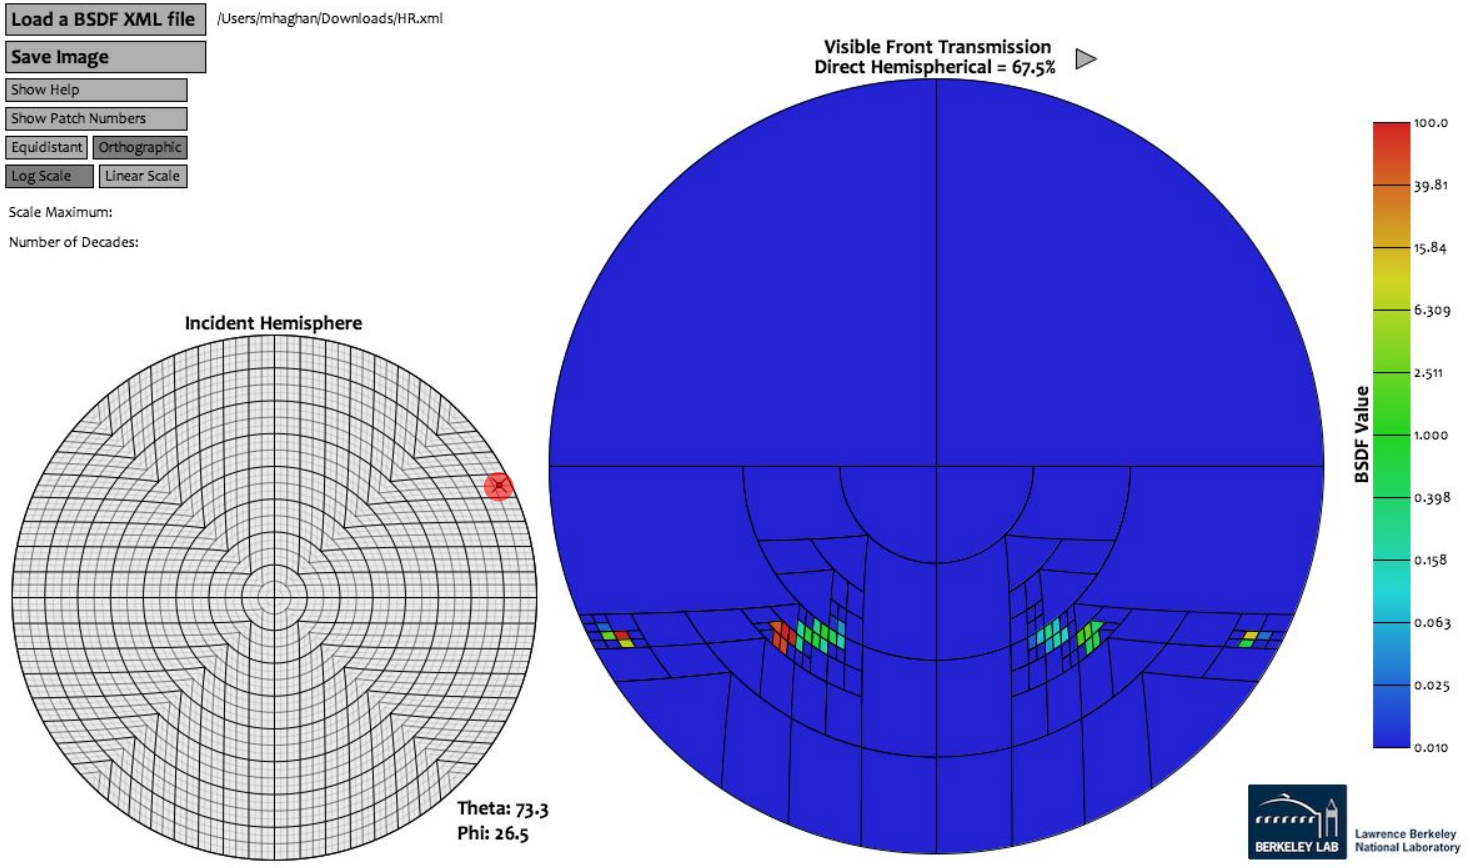 Load a BSDF XML file
/Users/mhaghan/Downloads/HR.xml
Save Image
Show Help
Show Patch Numbers
Equidistant
Orthographic
Log Scale
Linear Scale
Scale Maximum:
Number of Decades:
Visible Front Transmission
Direct Hemispherical = 67.5%
Incident Hemisphere
Theta: 73.3
Phi: 26.5
BSDF Value
100.0
39.81
15.84
6.309
2.511
1.000
0.398
0.158
0.063
0.025
0.010
BERKELEY LAB
Lawrence Berkeley
National Laboratory